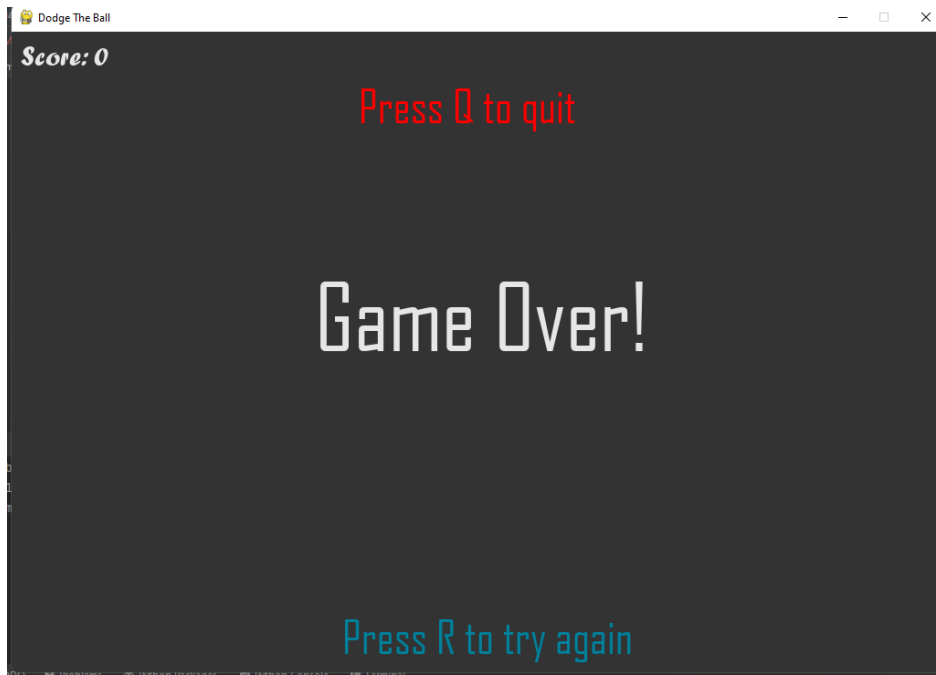 Dodge The Ball
Score: 0
Press Q to quit
Game Over!
Press R to try again